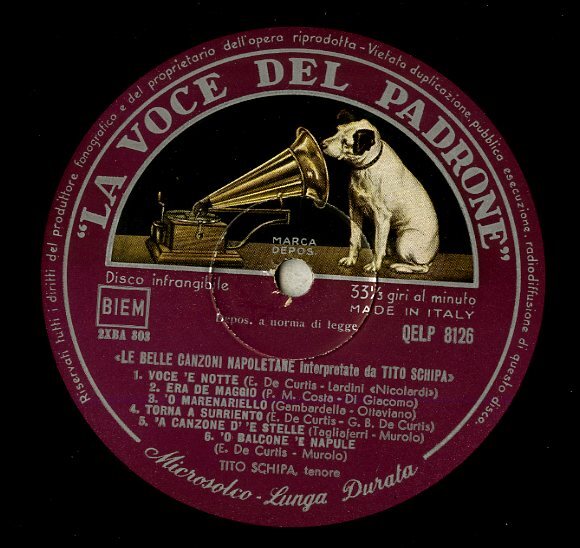 Riservati tutti i diritti del produttore fonografico e del proprietario dell'opera riprodotta - Vietata duplicazione, pubblica esecuzione, radiodiffusione di questo disco.
"LA VOCE DEL PADRONE"
MARCA
DEPOS.
Disco infrangibile
33⅓ giri al minuto
MADE IN ITALY
BIEM
Depos. a norma di legge
2XBA 803
QELP 8126
«LE BELLE CANZONI NAPOLETANE interpretate da TITO SCHIPA»
1. VOCE 'E NOTTE (E. De Curtis - Lardini «Nicolardi»)
2. ERA DE MAGGIO (P. M. Costa - Di Giacomo)
3. 'O MARENARIELLO (Gambardella - Ottaviano)
4. TORNA A SURRIENTO (E. De Curtis - G. B. De Curtis)
5. 'A CANZONE D' 'E STELLE (Tagliaferri - Murolo)
6. 'O BALCONE 'E NAPULE
(E. De Curtis - Murolo)
TITO SCHIPA, tenore
Microsolco - Lunga Durata